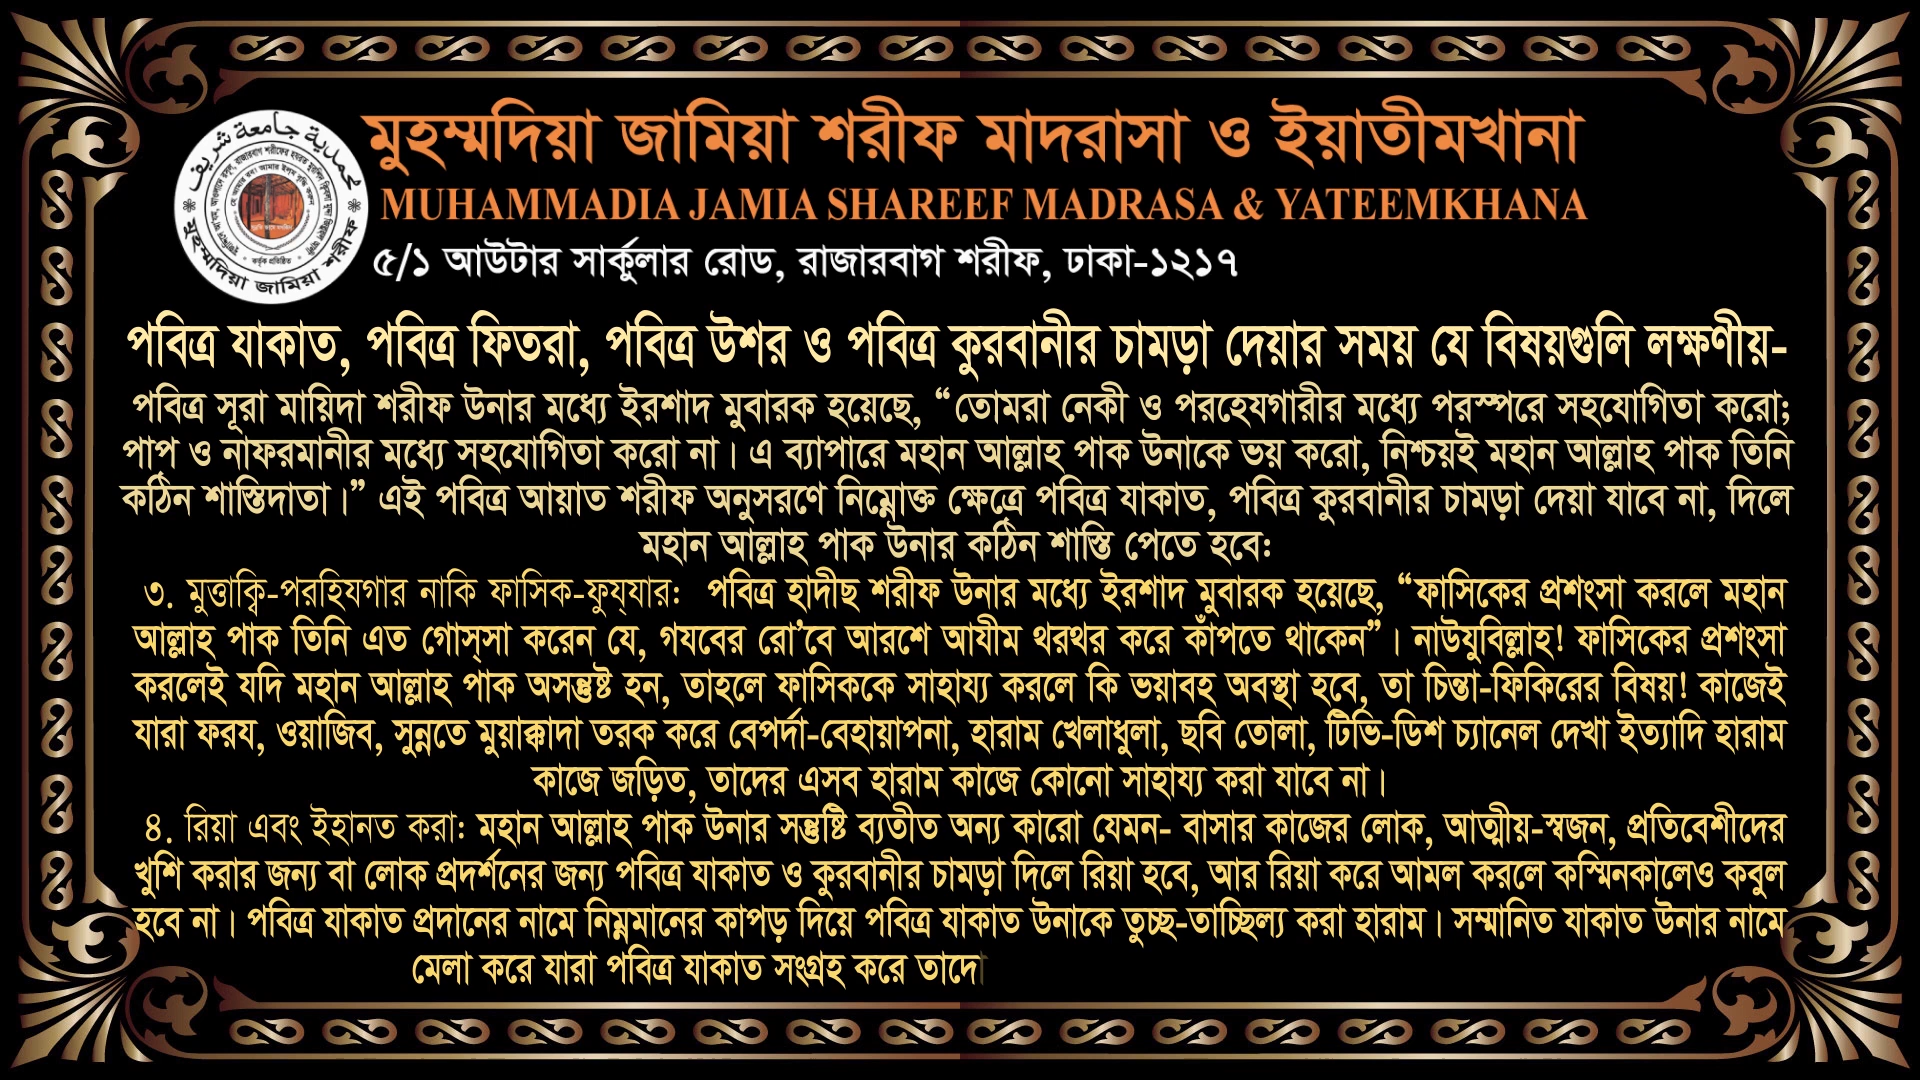 মুহম্মদিয়া জামিয়া শরীফ মাদরাসা ও ইয়াতীমখানা
MUHAMMADIA JAMIA SHAREEF MADRASA & YATEEMKHANA
৫/১ আউটার সার্কুলার রোড, রাজারবাগ শরীফ, ঢাকা-১২১৭
محمدية جامعة شريف
মুহম্মদিয়া জামিয়া শরীফ
পবিত্র যাকাত, পবিত্র ফিতরা, পবিত্র উশর ও পবিত্র কুরবানীর চামড়া দেয়ার সময় যে বিষয়গুলি লক্ষণীয়-
পবিত্র সূরা মায়িদা শরীফ উনার মধ্যে ইরশাদ মুবারক হয়েছে, “তোমরা নেকী ও পরহেযগারীর মধ্যে পরস্পরে সহযোগিতা করো;
পাপ ও নাফরমানীর মধ্যে সহযোগিতা করো না। এ ব্যাপারে মহান আল্লাহ পাক উনাকে ভয় করো, নিশ্চয়ই মহান আল্লাহ পাক তিনি
কঠিন শাস্তিদাতা।” এই পবিত্র আয়াত শরীফ অনুসরণে নিম্নোক্ত ক্ষেত্রে পবিত্র যাকাত, পবিত্র কুরবানীর চামড়া দেয়া যাবে না, দিলে
মহান আল্লাহ পাক উনার কঠিন শাস্তি পেতে হবে:
৩. মুত্তাক্বি-পরহিযগার নাকি ফাসিক-ফুয্যার: পবিত্র হাদীছ শরীফ উনার মধ্যে ইরশাদ মুবারক হয়েছে, “ফাসিকের প্রশংসা করলে মহান
আল্লাহ পাক তিনি এত গোস্সা করেন যে, গযবের রো’বে আরশে আযীম থরথর করে কাঁপতে থাকেন”। নাউযুবিল্লাহ! ফাসিকের প্রশংসা
করলেই যদি মহান আল্লাহ পাক অসন্তুষ্ট হন, তাহলে ফাসিককে সাহায্য করলে কি ভয়াবহ অবস্থা হবে, তা চিন্তা-ফিকিরের বিষয়! কাজেই
যারা ফরয, ওয়াজিব, সুন্নতে মুয়াক্কাদা তরক করে বেপর্দা-বেহায়াপনা, হারাম খেলাধুলা, ছবি তোলা, টিভি-ডিশ চ্যানেল দেখা ইত্যাদি হারাম
কাজে জড়িত, তাদের এসব হারাম কাজে কোনো সাহায্য করা যাবে না।
৪. রিয়া এবং ইহানত করা: মহান আল্লাহ পাক উনার সন্তুষ্টি ব্যতীত অন্য কারো যেমন- বাসার কাজের লোক, আত্মীয়-স্বজন, প্রতিবেশীদের
খুশি করার জন্য বা লোক প্রদর্শনের জন্য পবিত্র যাকাত ও কুরবানীর চামড়া দিলে রিয়া হবে, আর রিয়া করে আমল করলে কস্মিনকালেও কবুল
হবে না। পবিত্র যাকাত প্রদানের নামে নিম্নমানের কাপড় দিয়ে পবিত্র যাকাত উনাকে তুচ্ছ-তাচ্ছিল্য করা হারাম। সম্মানিত যাকাত উনার নামে
মেলা করে যারা পবিত্র যাকাত সংগ্রহ করে